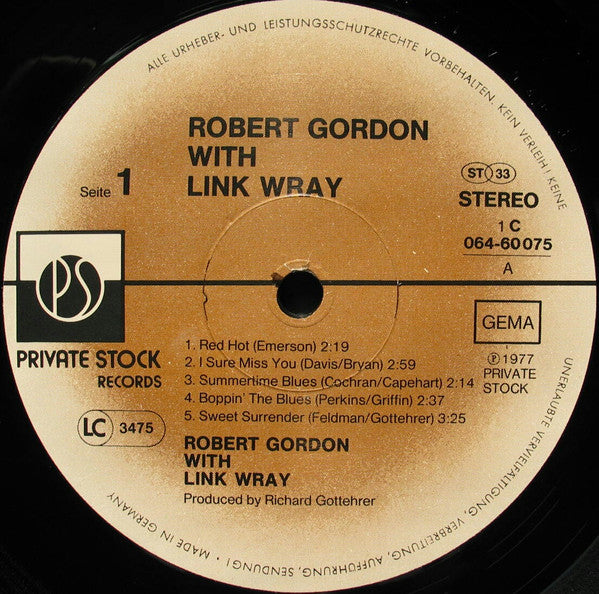 ALLE URHEBER- UND LEISTUNGSSCHUTZRECHTE VORBEHALTEN. KEIN VERLEIH! KEINE UNERLAUBTE VERVIELFÄLTIGUNG, VERBREITUNG, AUFFÜHRUNG, SENDUNG! • MADE IN GERMANY
ROBERT GORDON
WITH
LINK WRAY
Seite 1
ST 33
STEREO
1 C
064-60 075
A
PS
PRIVATE STOCK
RECORDS
LC 3475
GEMA
℗ 1977
PRIVATE
STOCK
1. Red Hot (Emerson) 2:19
2. I Sure Miss You (Davis/Bryan) 2:59
3. Summertime Blues (Cochran/Capehart) 2:14
4. Boppin' The Blues (Perkins/Griffin) 2:37
5. Sweet Surrender (Feldman/Gottehrer) 3:25
ROBERT GORDON
WITH
LINK WRAY
Produced by Richard Gottehrer